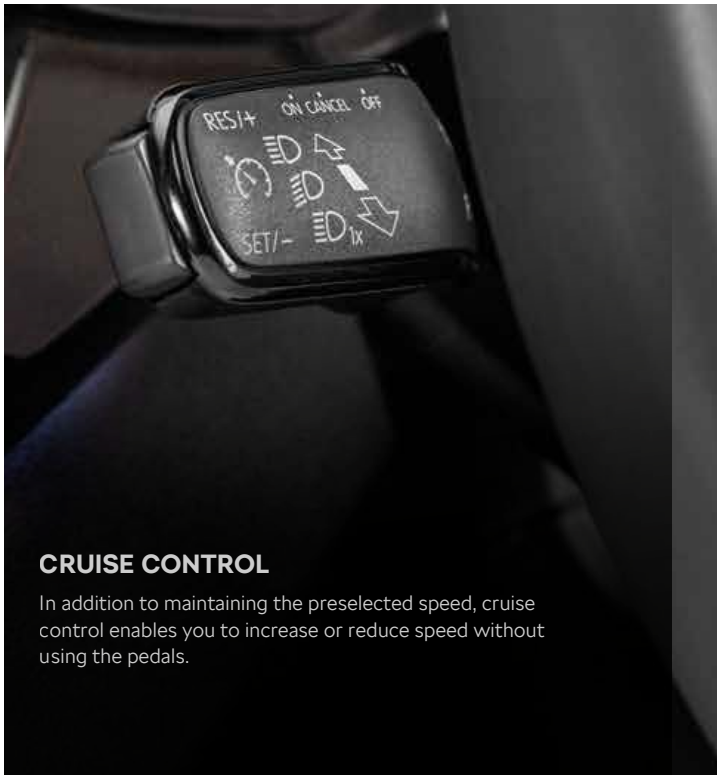 RES/+ ON CANCEL OFF
SET/- 1x
CRUISE CONTROL
In addition to maintaining the preselected speed, cruise
control enables you to increase or reduce speed without
using the pedals.